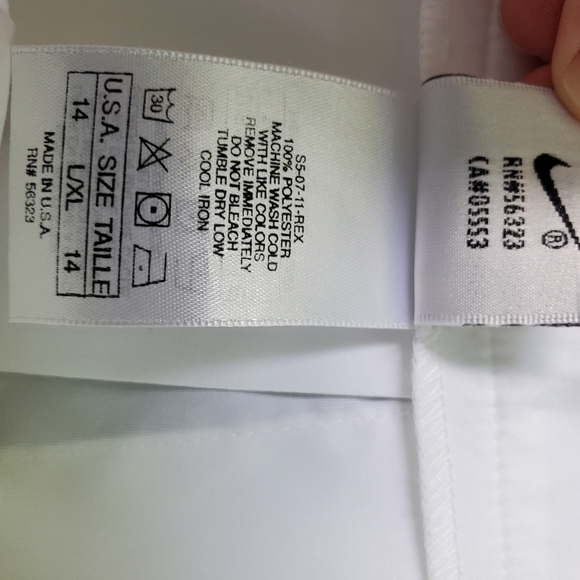 S5-07-11-REX
100% POLYESTER
MACHINE WASH COLD
WITH LIKE COLORS
REMOVE IMMEDIATELY
DO NOT BLEACH
TUMBLE DRY LOW
COOL IRON
30
U.S.A. SIZE TAILLE
14 L/XL 14
MADE IN U.S.A.
RN# 56323
®
RN#56323
CA#05553